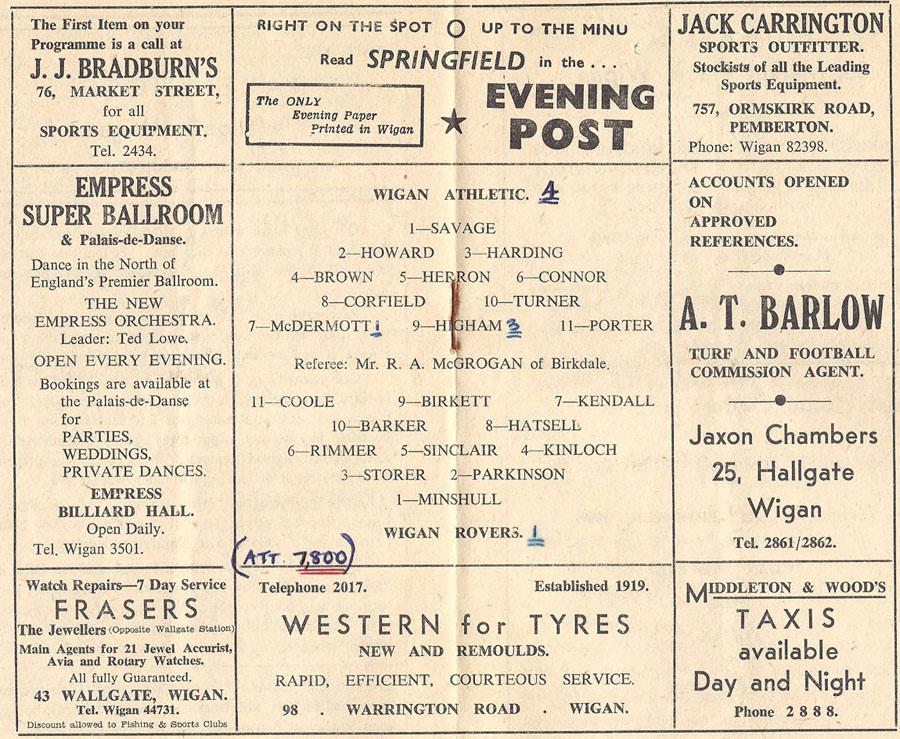 The First Item on your
Programme is a call at
J. J. BRADBURN'S
76, MARKET STREET,
for all
SPORTS EQUIPMENT.
Tel. 2434.
EMPRESS
SUPER BALLROOM
& Palais-de-Danse.
Dance in the North of
England's Premier Ballroom.
THE NEW
EMPRESS ORCHESTRA.
Leader: Ted Lowe.
OPEN EVERY EVENING.
Bookings are available at
the Palais-de-Danse
for
PARTIES,
WEDDINGS,
PRIVATE DANCES.
EMPRESS
BILLIARD HALL.
Open Daily.
Tel. Wigan 3501.
Watch Repairs—7 Day Service
FRASERS
The Jewellers (Opposite Wallgate Station)
Main Agents for 21 Jewel Accurist,
Avia and Rotary Watches.
All fully Guaranteed.
43 WALLGATE, WIGAN.
Tel. Wigan 44731.
Discount allowed to Fishing & Sports Clubs
RIGHT ON THE SPOT O UP TO THE MINU
Read SPRINGFIELD in the . . .
The ONLY
Evening Paper
Printed in Wigan
★ EVENING
POST
WIGAN ATHLETIC. 4
1—SAVAGE
2—HOWARD 3—HARDING
4—BROWN 5—HERRON 6—CONNOR
8—CORFIELD 10—TURNER
7—McDERMOTT 1 9—HIGHAM 3 11—PORTER
Referee: Mr. R. A. McGROGAN of Birkdale.
11—COOLE 9—BIRKETT 7—KENDALL
10—BARKER 8—HATSELL
6—RIMMER 5—SINCLAIR 4—KINLOCH
3—STORER 2—PARKINSON
1—MINSHULL
WIGAN ROVERS. 1
(ATT. 7,800)
Telephone 2017. Established 1919.
WESTERN for TYRES
NEW AND REMOULDS.
RAPID, EFFICIENT, COURTEOUS SERVICE.
98 . WARRINGTON ROAD . WIGAN.
JACK CARRINGTON
SPORTS OUTFITTER.
Stockists of all the Leading
Sports Equipment.
757, ORMSKIRK ROAD,
PEMBERTON.
Phone: Wigan 82398.
ACCOUNTS OPENED
ON
APPROVED
REFERENCES.
A. T. BARLOW
TURF AND FOOTBALL
COMMISSION AGENT.
Jaxon Chambers
25, Hallgate
Wigan
Tel. 2861/2862.
MIDDLETON & WOOD'S
TAXIS
available
Day and Night
Phone 2888.